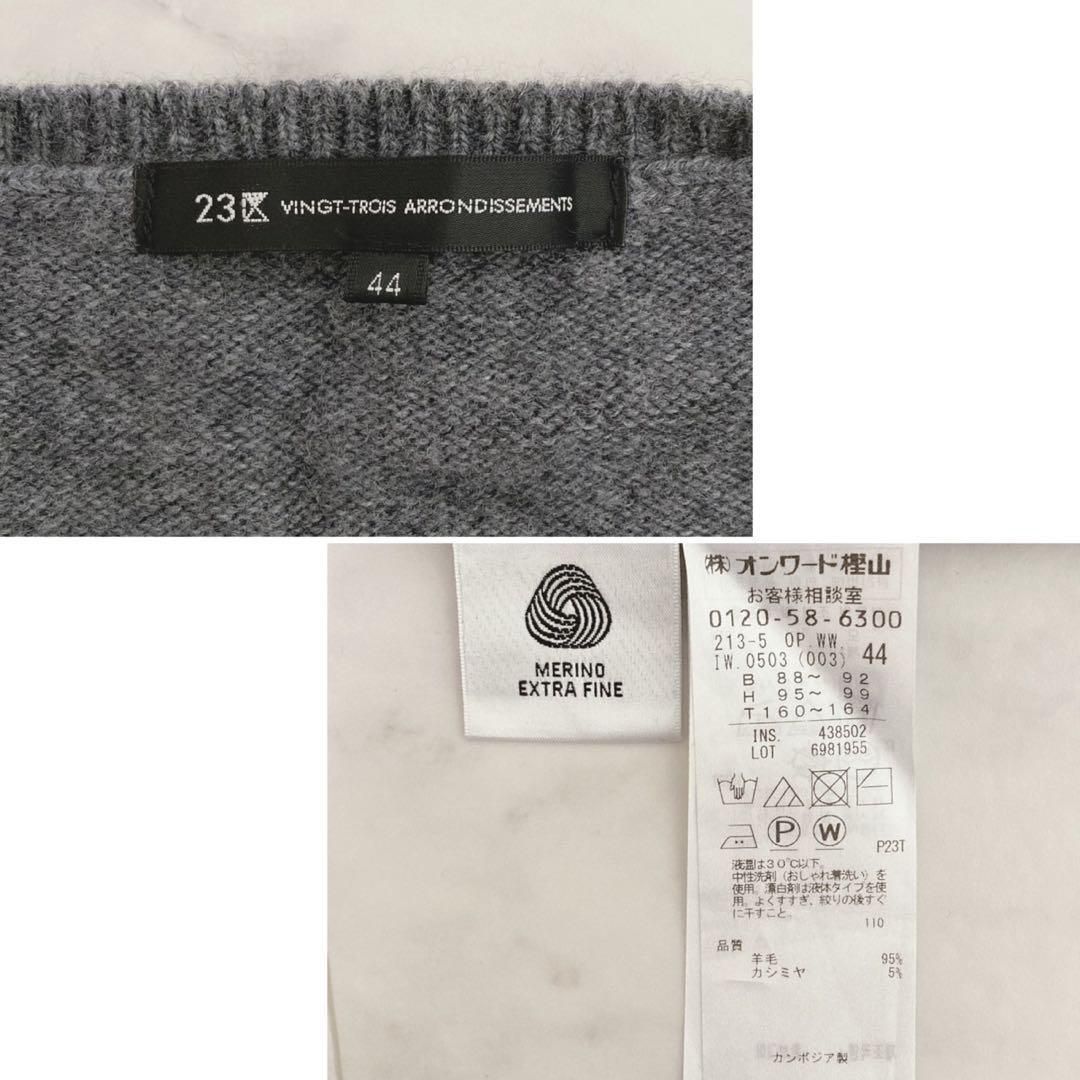 23区 VINGT-TROIS ARRONDISSEMENTS
44
MERINO
EXTRA FINE
(株)オンワード樫山
お客様相談室
0120-58-6300
213-5 OP.WW.
IW.0503 (003) 44
B 88〜 92
H 95〜 99
T 160〜164
INS. 438502
LOT 6981955
P
W
P23T
液温は30℃以下。
中性洗剤(おしゃれ着洗い)を
使用。漂白剤は液体タイプを使
用。よくすすぎ、絞りの後すぐ
に干すこと。
110
品質
羊毛 95%
カシミヤ 5%
カンボジア製